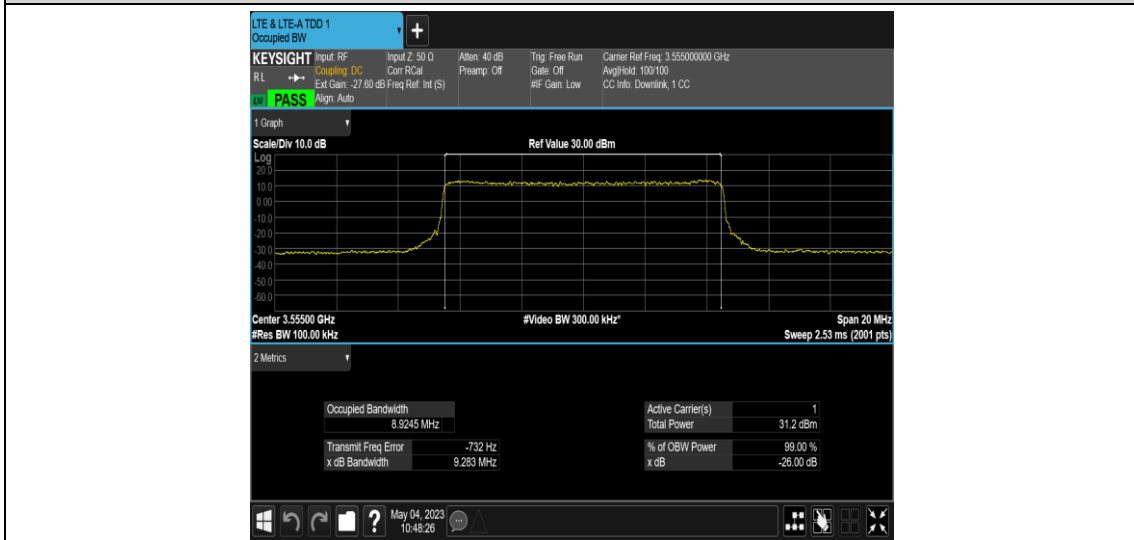 LTE & LTE-A TDD 1
Occupied BW
KEYSIGHT
RL
LXI PASS
Input: RF
Coupling: DC
Ext Gain: -27.60 dB
Align: Auto
Input Z: 50 Ω
Corr RCal
Freq Ref: Int (S)
Atten: 40 dB
Preamp: Off
Trig: Free Run
Gate: Off
#IF Gain: Low
Carrier Ref Freq: 3.555000000 GHz
Avg|Hold: 100/100
CC Info: Downlink, 1 CC
1 Graph
Scale/Div 10.0 dB
Ref Value 30.00 dBm
Log
20.0
10.0
0.00
-10.0
-20.0
-30.0
-40.0
-50.0
-60.0
Center 3.55500 GHz
#Video BW 300.00 kHz*
Span 20 MHz
#Res BW 100.00 kHz
Sweep 2.53 ms (2001 pts)
2 Metrics
Occupied Bandwidth
8.9245 MHz
Transmit Freq Error -732 Hz
x dB Bandwidth 9.283 MHz
Active Carrier(s) 1
Total Power 31.2 dBm
% of OBW Power 99.00 %
x dB -26.00 dB
?
May 04, 2023
10:48:26